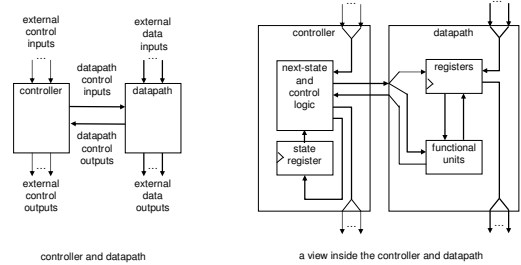 external
control
inputs
external
data
inputs
...
...
controller
datapath
control
inputs
datapath
datapath
control
outputs
...
...
external
control
outputs
external
data
outputs
controller and datapath
...
...
controller
datapath
next-state
and
control
logic
registers
state
register
functional
units
...
...
a view inside the controller and datapath